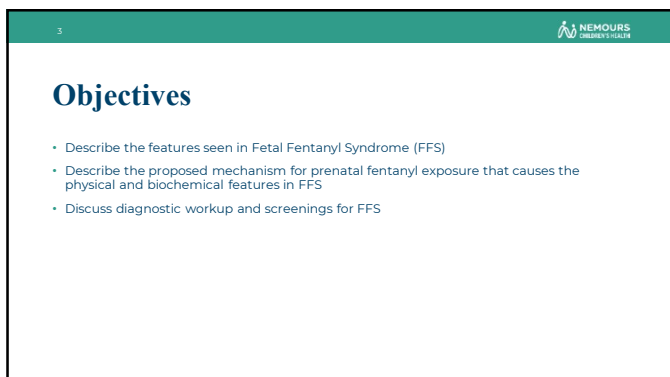 3
NEMOURS
CHILDREN'S HEALTH
Objectives
• Describe the features seen in Fetal Fentanyl Syndrome (FFS)
• Describe the proposed mechanism for prenatal fentanyl exposure that causes the
physical and biochemical features in FFS
• Discuss diagnostic workup and screenings for FFS